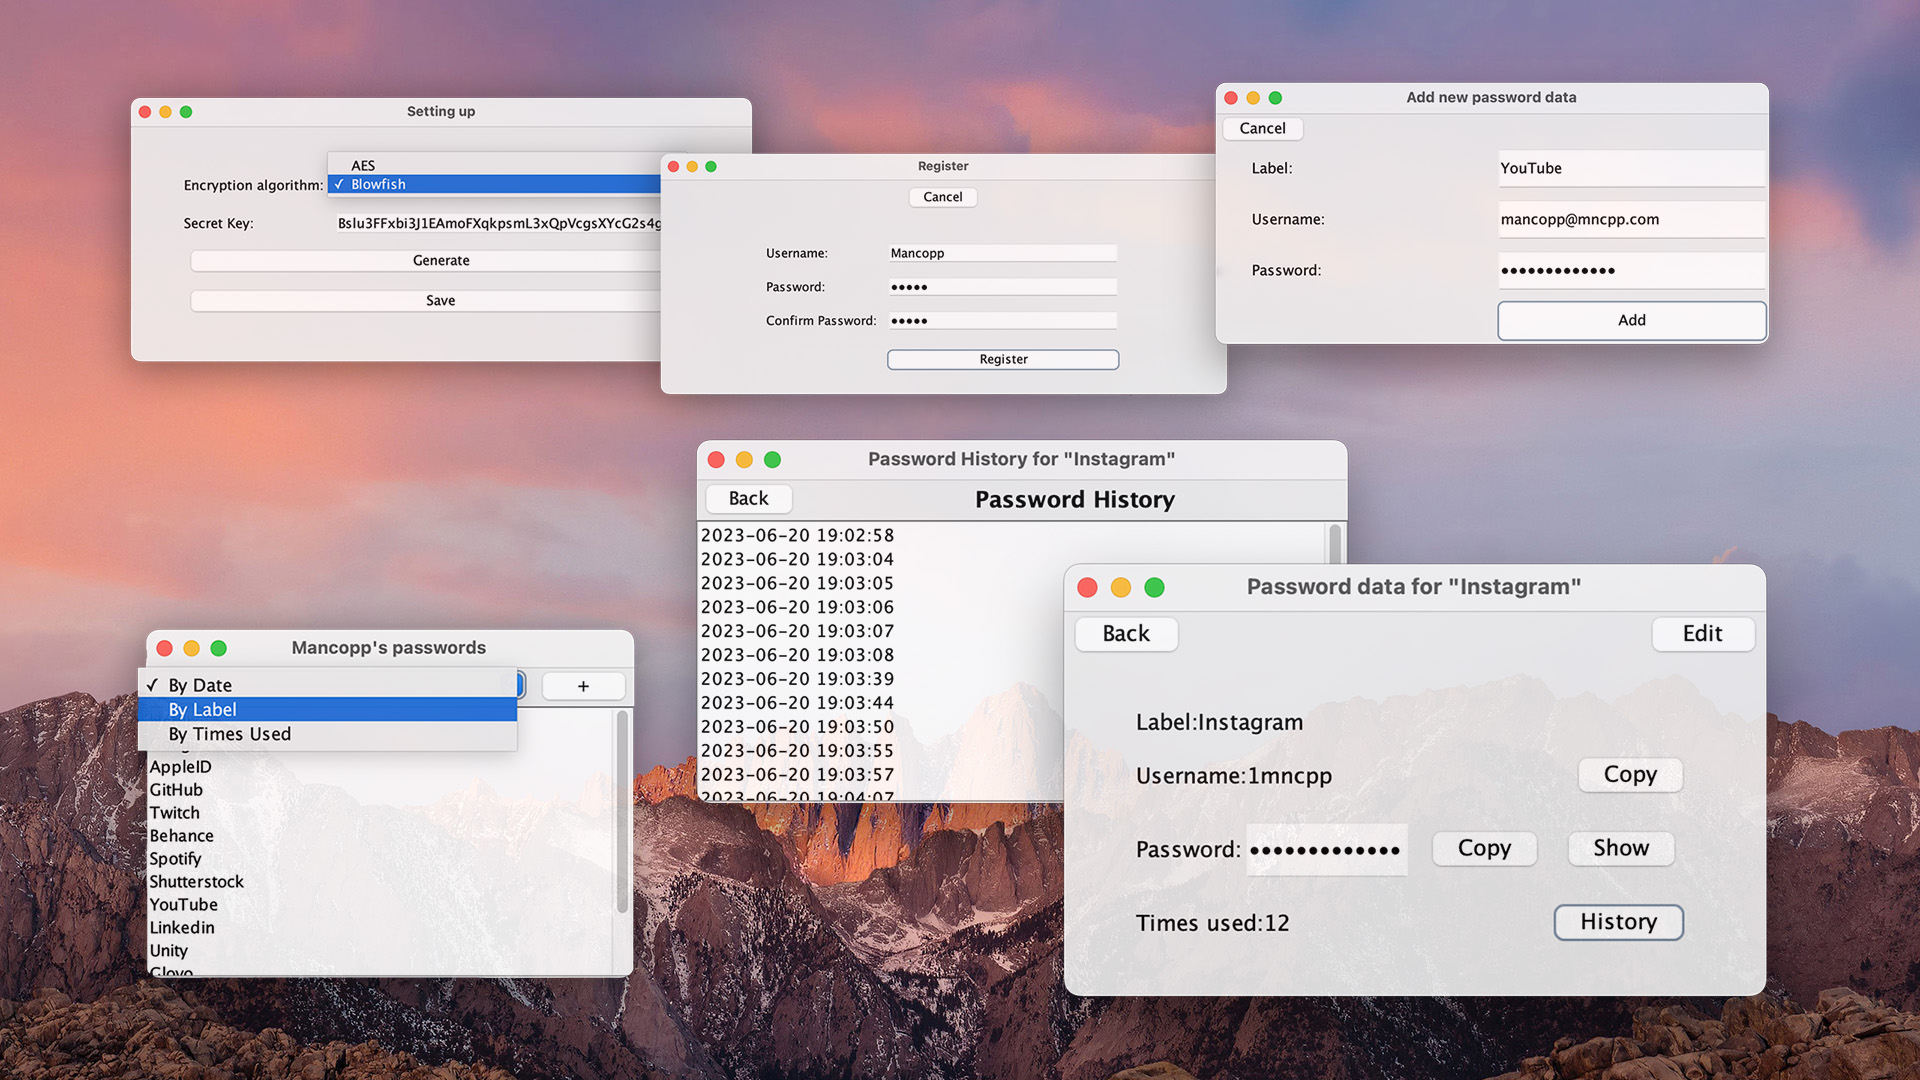 Setting up
AES
Encryption algorithm:
✓ Blowfish
Secret Key:
Bslu3FFxbi3J1EAmoFXqkpsmL3xQpVcgsXYcG2s4g
Generate
Save
Register
Cancel
Username:
Mancopp
Password:
●●●●●
Confirm Password:
●●●●●
Register
Add new password data
Cancel
Label:
YouTube
Username:
mancopp@mncpp.com
Password:
●●●●●●●●●●●●●
Add
Password History for "Instagram"
Back
Password History
2023-06-20 19:02:58
2023-06-20 19:03:04
2023-06-20 19:03:05
2023-06-20 19:03:06
2023-06-20 19:03:07
2023-06-20 19:03:08
2023-06-20 19:03:39
2023-06-20 19:03:44
2023-06-20 19:03:50
2023-06-20 19:03:55
2023-06-20 19:03:57
2023-06-20 19:04:07
Mancopp's passwords
✓ By Date
+
By Label
By Times Used
AppleID
GitHub
Twitch
Behance
Spotify
Shutterstock
YouTube
Linkedin
Unity
Glovo
Password data for "Instagram"
Back
Edit
Label:Instagram
Username:1mncpp
Copy
Password:
●●●●●●●●●●●●●
Copy
Show
Times used:12
History